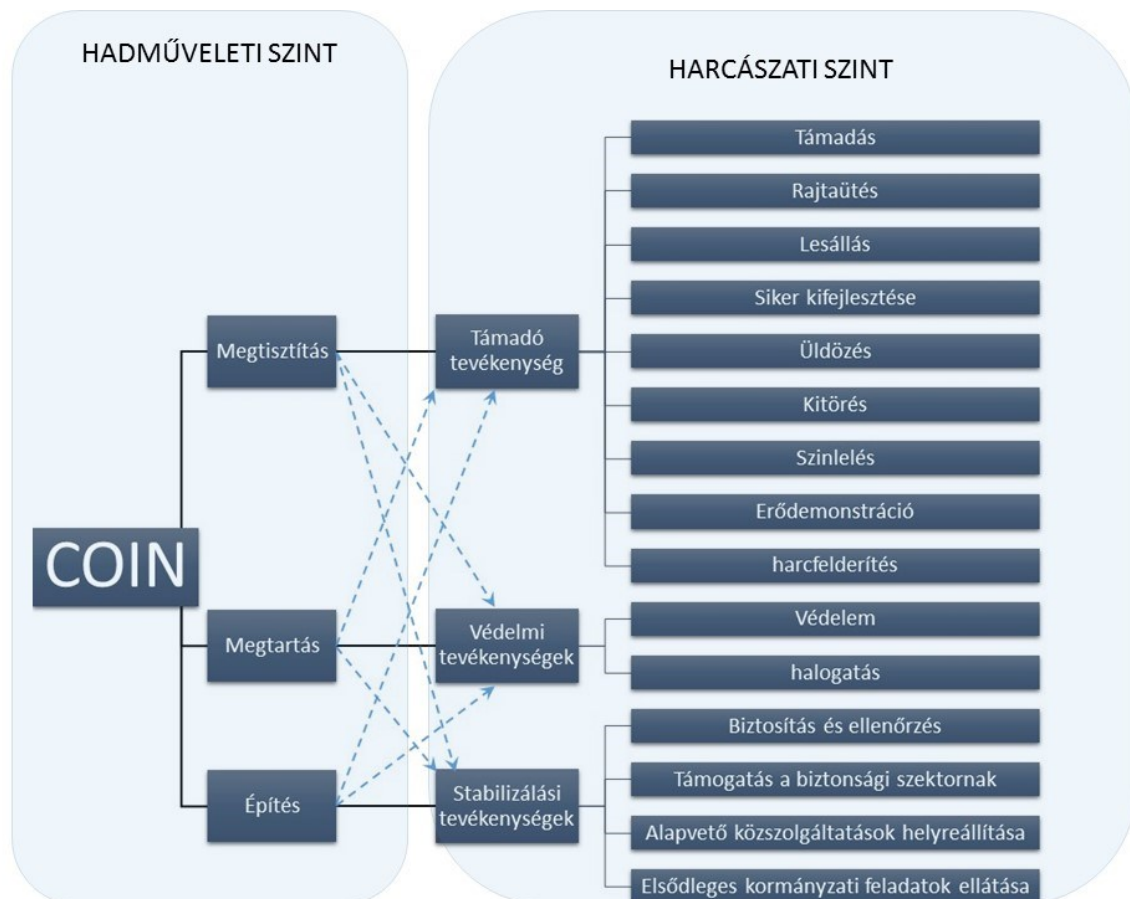 HADMŰVELETI SZINT
HARCÁSZATI SZINT
COIN
Megtisztítás
Megtartás
Építés
Támadó
tevékenység
Védelmi
tevékenységek
Stabilizálási
tevékenységek
Támadás
Rajtaütés
Lesállás
Siker kifejlesztése
Üldözés
Kitörés
Szinlelés
Erődemonstráció
harcfelderítés
Védelem
halogatás
Biztosítás és ellenőrzés
Támogatás a biztonsági szektornak
Alapvető közszolgáltatások helyreállítása
Elsődleges kormányzati feladatok ellátása